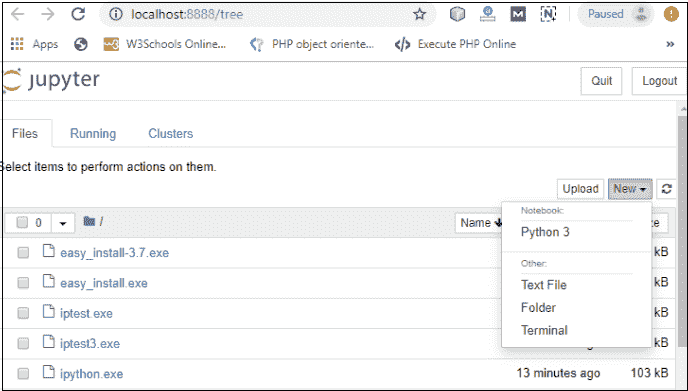 localhost:8888/tree
Paused
Apps
W3Schools Online...
PHP object oriente...
Execute PHP Online
»
jupyter
Quit
Logout
Files
Running
Clusters
Select items to perform actions on them.
Upload
New
0
/
Name
Notebook:
Python 3
Other:
Text File
Folder
Terminal
easy_install-3.7.exe
kB
easy_install.exe
kB
iptest.exe
kB
iptest3.exe
kB
ipython.exe
13 minutes ago
103 kB